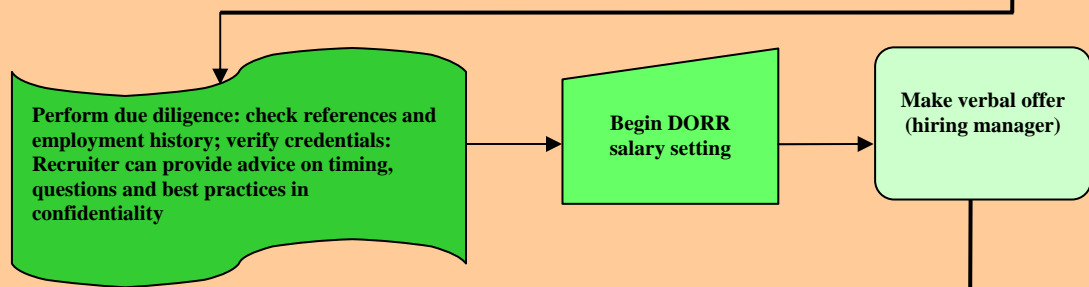 Perform due diligence: check references and
employment history; verify credentials:
Recruiter can provide advice on timing,
questions and best practices in
confidentiality
Begin DORR
salary setting
Make verbal offer
(hiring manager)